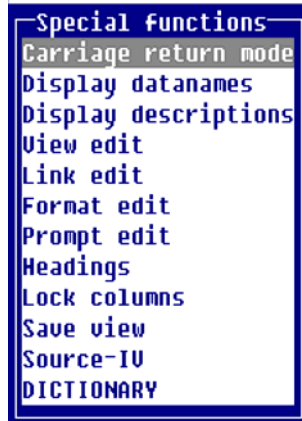 Special functions
Carriage return mode
Display datanames
Display descriptions
View edit
Link edit
Format edit
Prompt edit
Headings
Lock columns
Save view
Source-IV
DICTIONARY